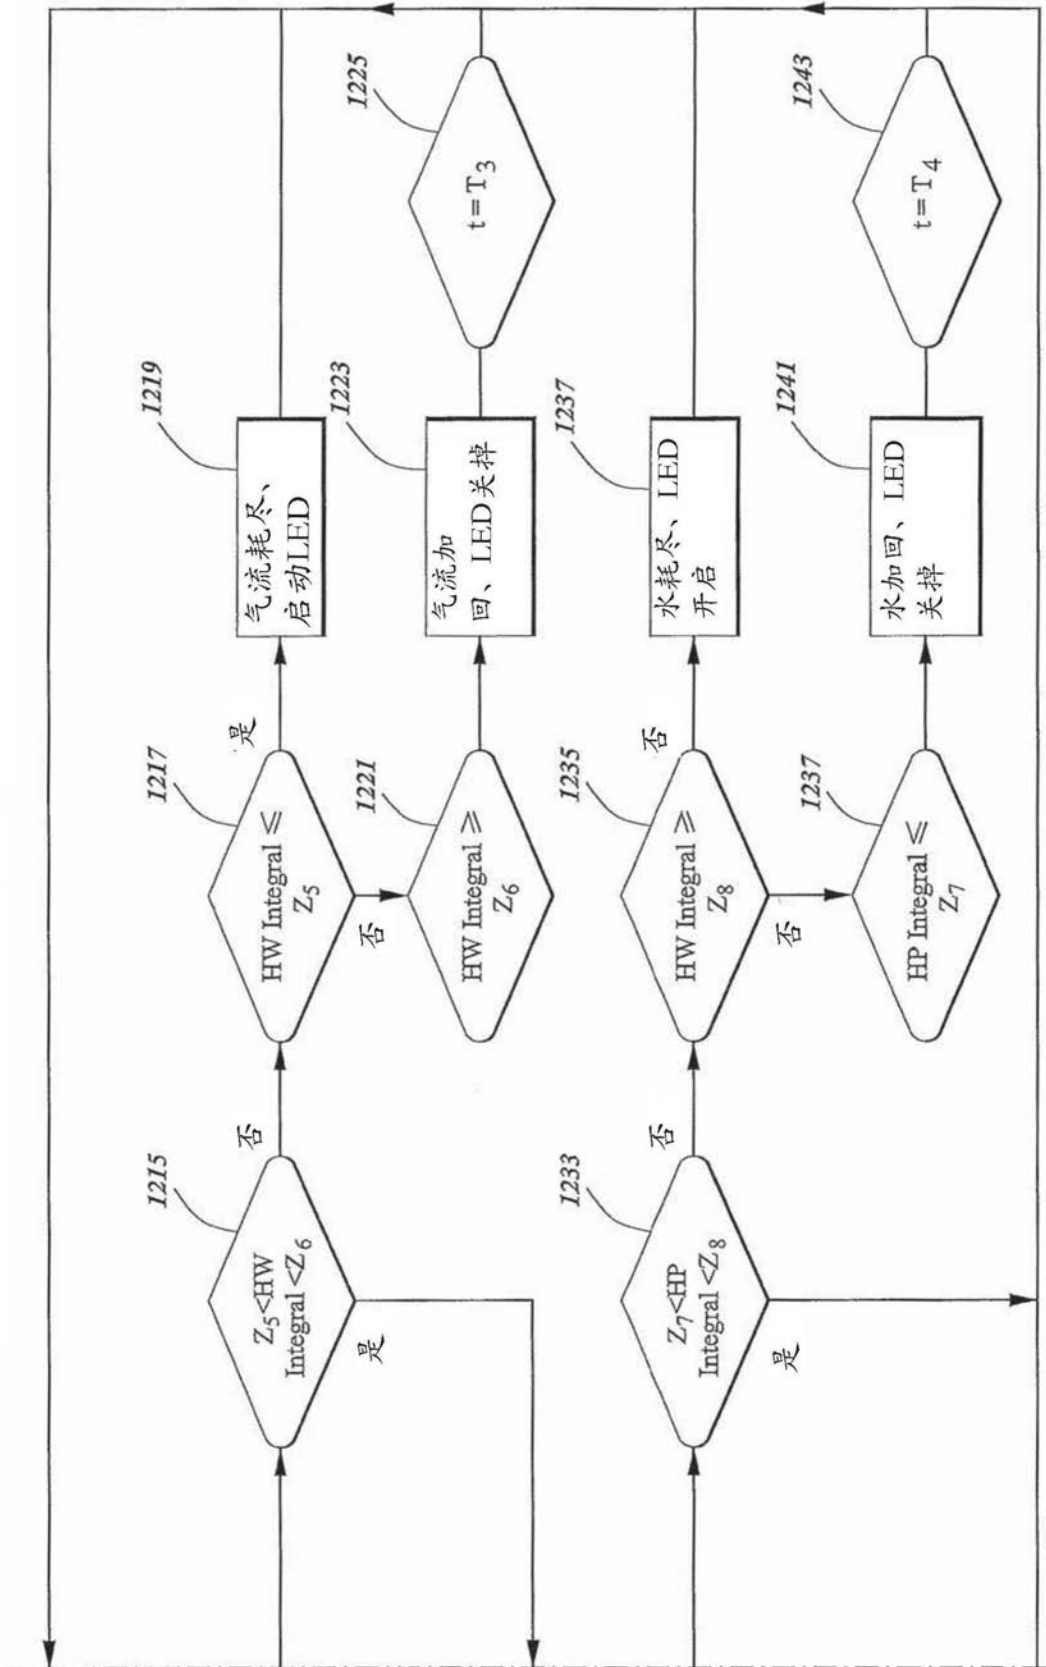 1215
Z5<HW
Integral <Z6
否
是
1217
HW Integral ≤
Z5
是
否
1219
气流耗尽、
启动LED
1221
HW Integral ≥
Z6
1223
气流加
回、LED关掉
1225
t=T3
1233
Z7<HP
Integral <Z8
否
是
1235
HW Integral ≥
Z8
否
否
1237
水耗尽、LED
开启
1237
HP Integral ≤
Z7
1241
水加回、LED
关掉
1243
t=T4